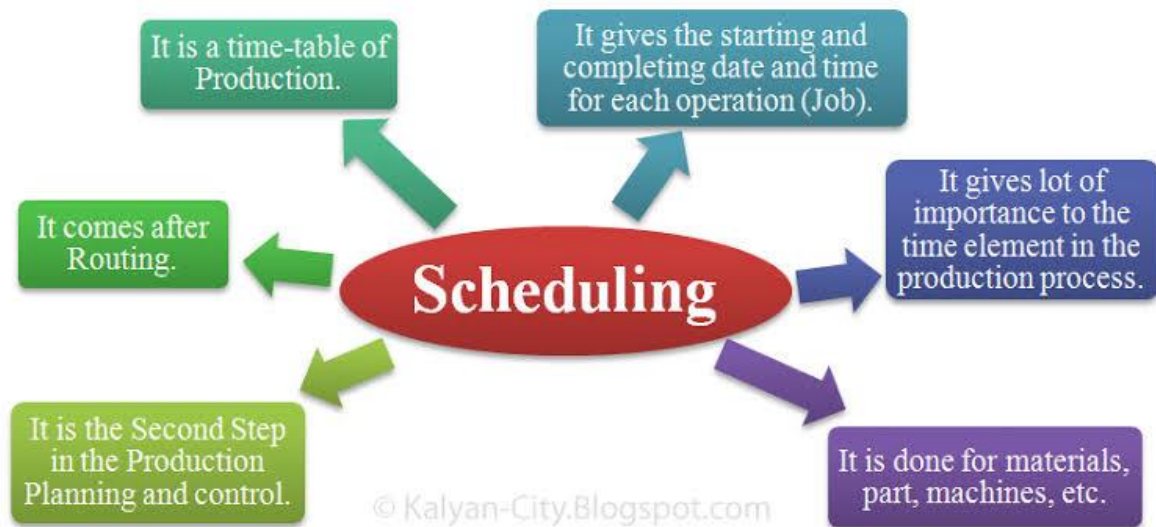 It is a time-table of
Production.
It gives the starting and
completing date and time
for each operation (Job).
It comes after
Routing.
Scheduling
It gives lot of
importance to the
time element in the
production process.
It is the Second Step
in the Production
Planning and control.
It is done for materials,
part, machines, etc.
© Kalyan-City.Blogspot.com